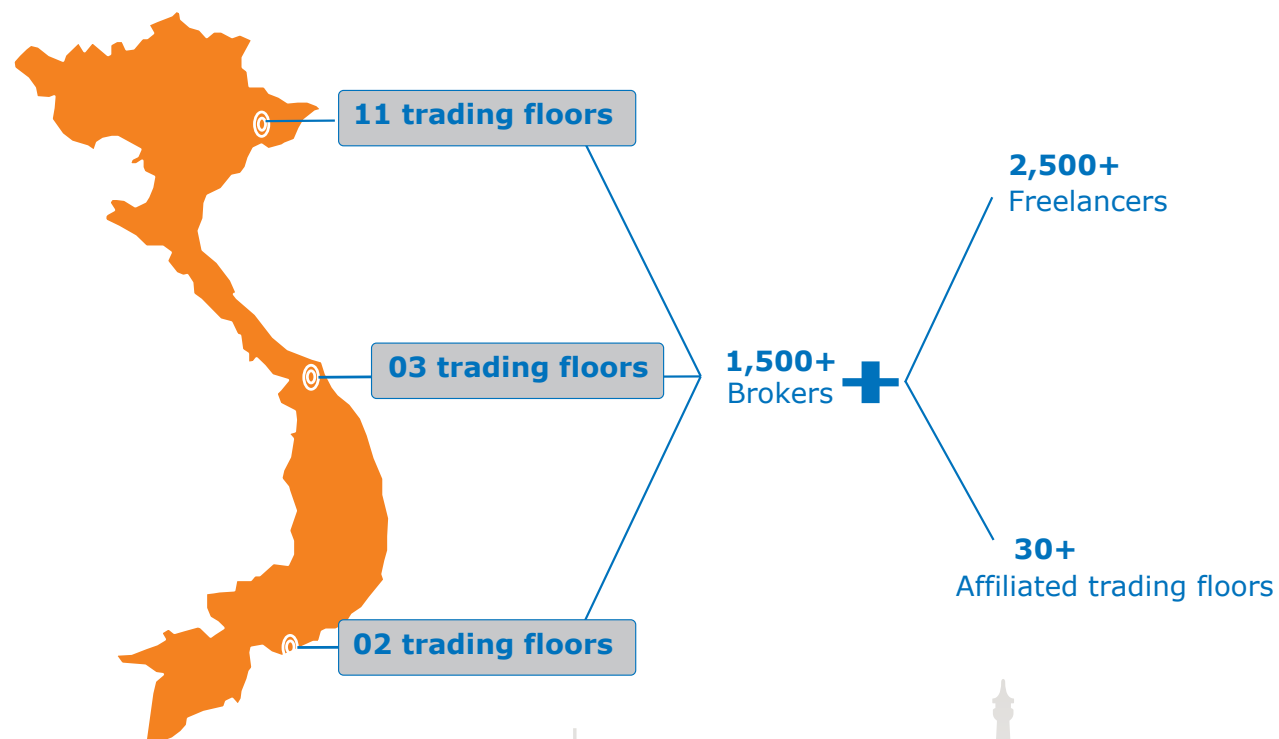 11 trading floors
03 trading floors
02 trading floors
1,500+
Brokers
2,500+
Freelancers
30+
Affiliated trading floors